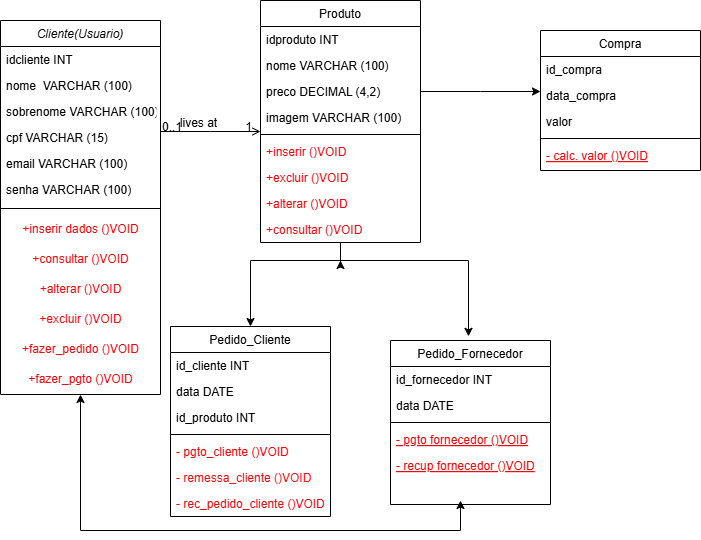 Cliente(Usuario)
idcliente INT
nome  VARCHAR (100)
sobrenome VARCHAR (100)
cpf VARCHAR (15)
email VARCHAR (100)
senha VARCHAR (100)
+inserir dados ()VOID
+consultar ()VOID
+alterar ()VOID
+excluir ()VOID
+fazer_pedido ()VOID
+fazer_pgto ()VOID
0..1
lives at
1
Produto
idproduto INT
nome VARCHAR (100)
preco DECIMAL (4,2)
imagem VARCHAR (100)
+inserir ()VOID
+excluir ()VOID
+alterar ()VOID
+consultar ()VOID
Compra
id_compra
data_compra
valor
- calc. valor ()VOID
Pedido_Cliente
id_cliente INT
data DATE
id_produto INT
- pgto_cliente ()VOID
- remessa_cliente ()VOID
- rec_pedido_cliente ()VOID
Pedido_Fornecedor
id_fornecedor INT
data DATE
- pgto fornecedor ()VOID
- recup fornecedor ()VOID